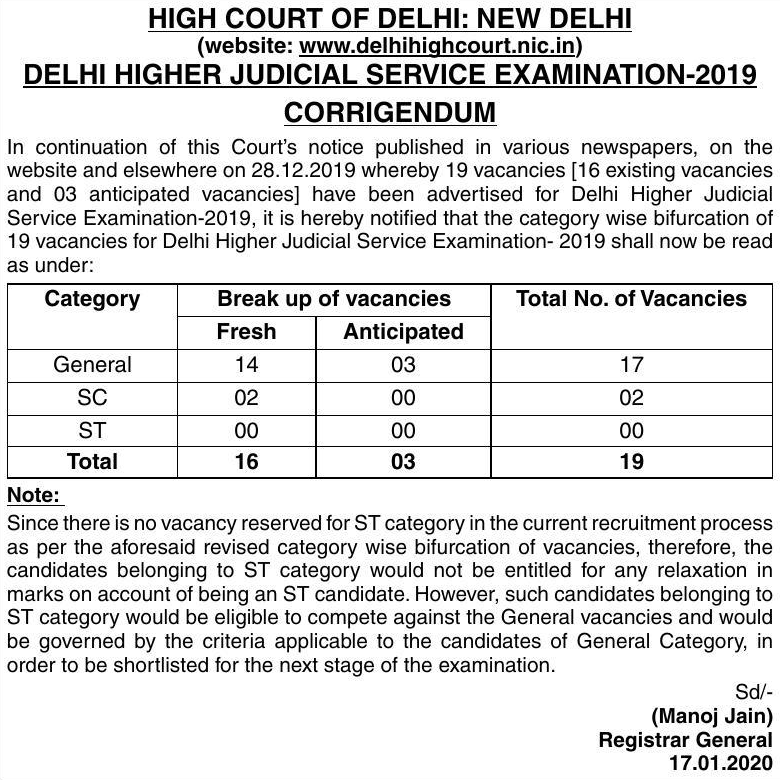 HIGH COURT OF DELHI: NEW DELHI
(website: www.delhihighcourt.nic.in)
DELHI HIGHER JUDICIAL SERVICE EXAMINATION-2019
CORRIGENDUM
In continuation of this Court's notice published in various newspapers, on the
website and elsewhere on 28.12.2019 whereby 19 vacancies [16 existing vacancies
and 03 anticipated vacancies] have been advertised for Delhi Higher Judicial
Service Examination-2019, it is hereby notified that the category wise bifurcation of
19 vacancies for Delhi Higher Judicial Service Examination- 2019 shall now be read
as under:
Category Break up of vacancies Total No. of Vacancies
Fresh Anticipated
General 14 03 17
SC 02 00 02
ST 00 00 00
Total 16 03 19
Note:
Since there is no vacancy reserved for ST category in the current recruitment process
as per the aforesaid revised category wise bifurcation of vacancies, therefore, the
candidates belonging to ST category would not be entitled for any relaxation in
marks on account of being an ST candidate. However, such candidates belonging to
ST category would be eligible to compete against the General vacancies and would
be governed by the criteria applicable to the candidates of General Category, in
order to be shortlisted for the next stage of the examination.
Sd/-
(Manoj Jain)
Registrar General
17.01.2020